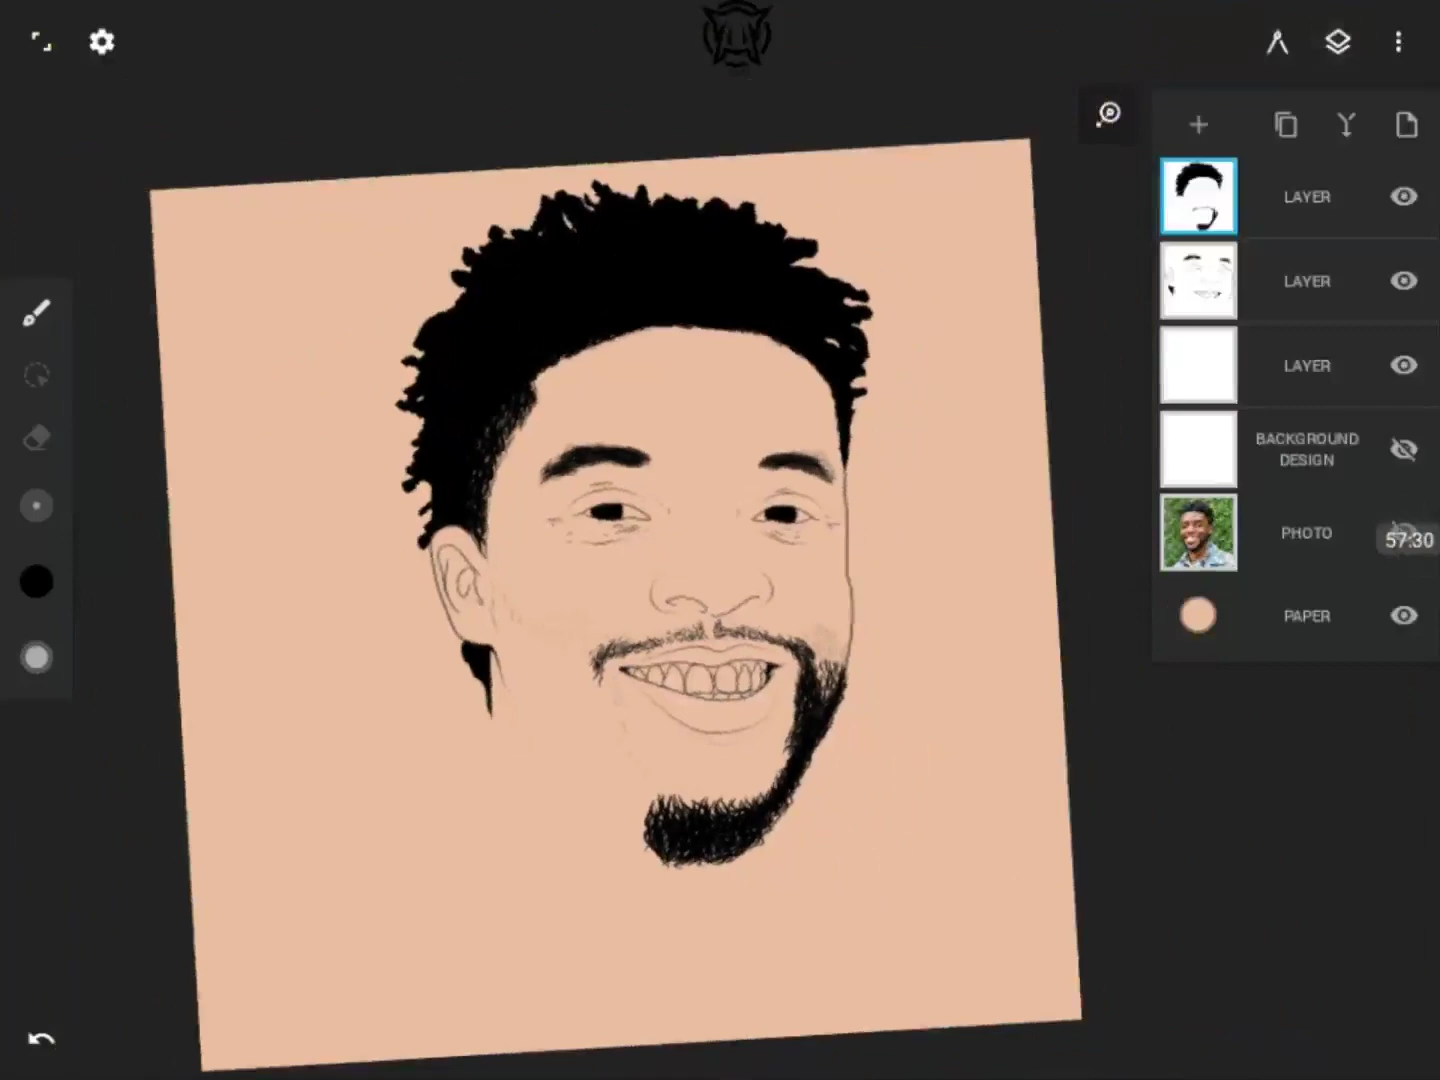 LAYER
LAYER
LAYER
BACKGROUND
DESIGN
PHOTO
57:30
PAPER